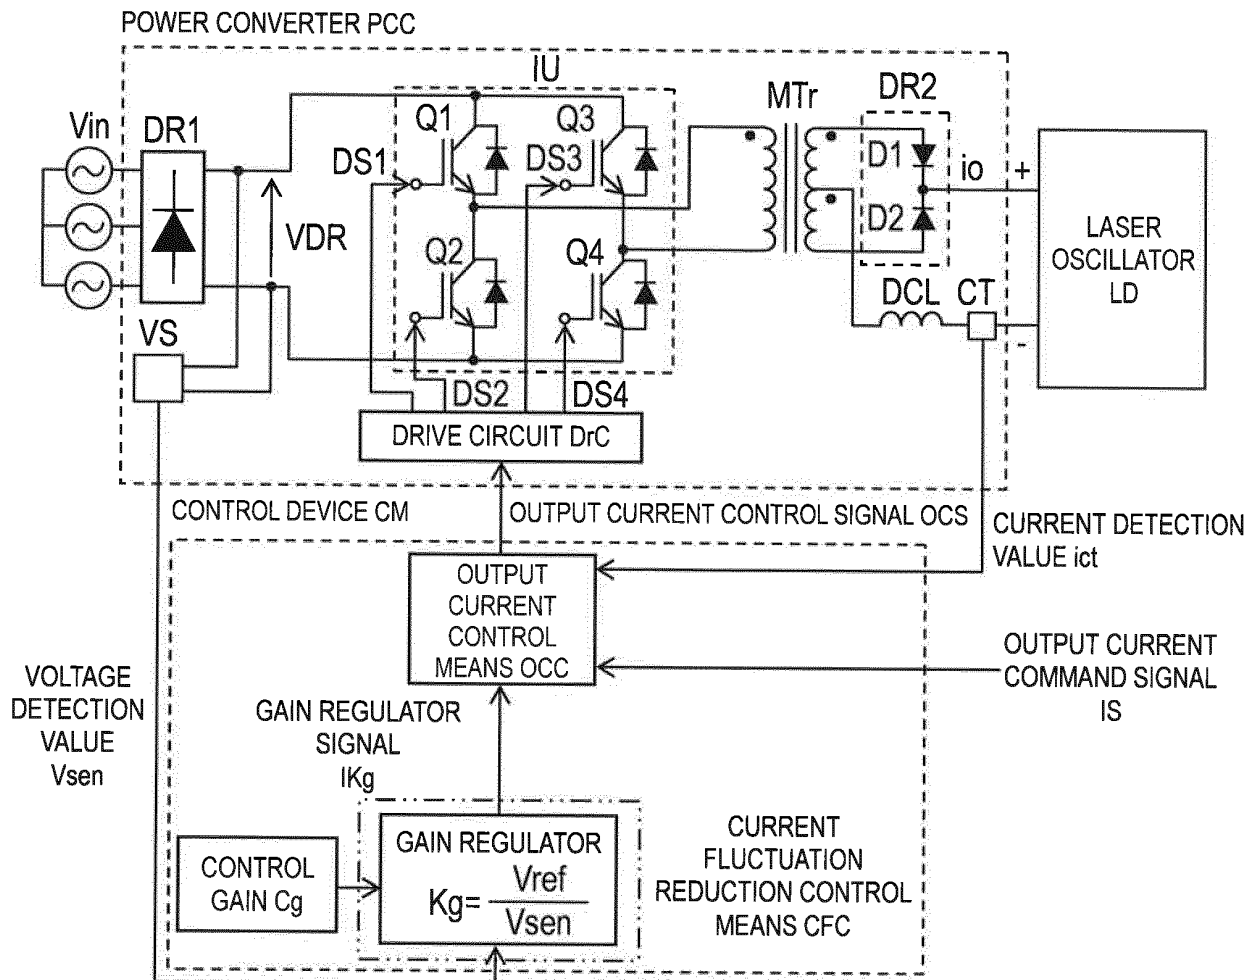 POWER CONVERTER PCC
IU
MTr
DR2
Vin
DR1
Q1
Q3
DS1
DS3
D1
io
+
VDR
D2
LASER
OSCILLATOR
LD
Q2
Q4
DCL
CT
-
VS
DS2
DS4
DRIVE CIRCUIT DrC
CONTROL DEVICE CM
OUTPUT CURRENT CONTROL SIGNAL OCS
CURRENT DETECTION
VALUE ict
OUTPUT
CURRENT
CONTROL
MEANS OCC
OUTPUT CURRENT
COMMAND SIGNAL
IS
VOLTAGE
DETECTION
VALUE
Vsen
GAIN REGULATOR
SIGNAL
IKg
CONTROL
GAIN Cg
GAIN REGULATOR
Kg= Vref
Vsen
CURRENT
FLUCTUATION
REDUCTION CONTROL
MEANS CFC